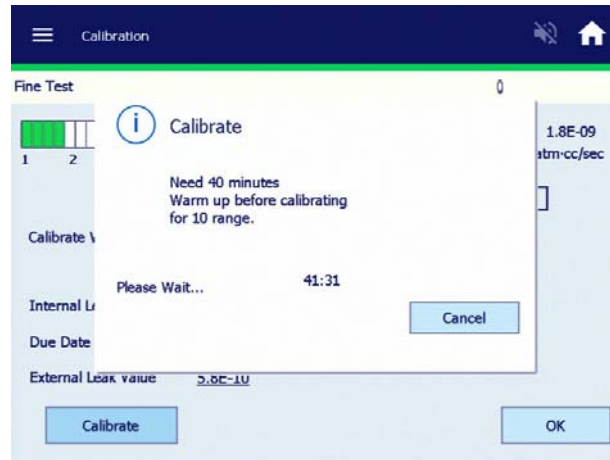 Calibration
Fine Test
0
Calibrate
1.8E-09
1 2
atm-cc/sec
Need 40 minutes
Warm up before calibrating
for 10 range.
Calibrate
Please Wait... 41:31
Internal
Cancel
Due Date
External Leak Value 5.8E-10
Calibrate OK